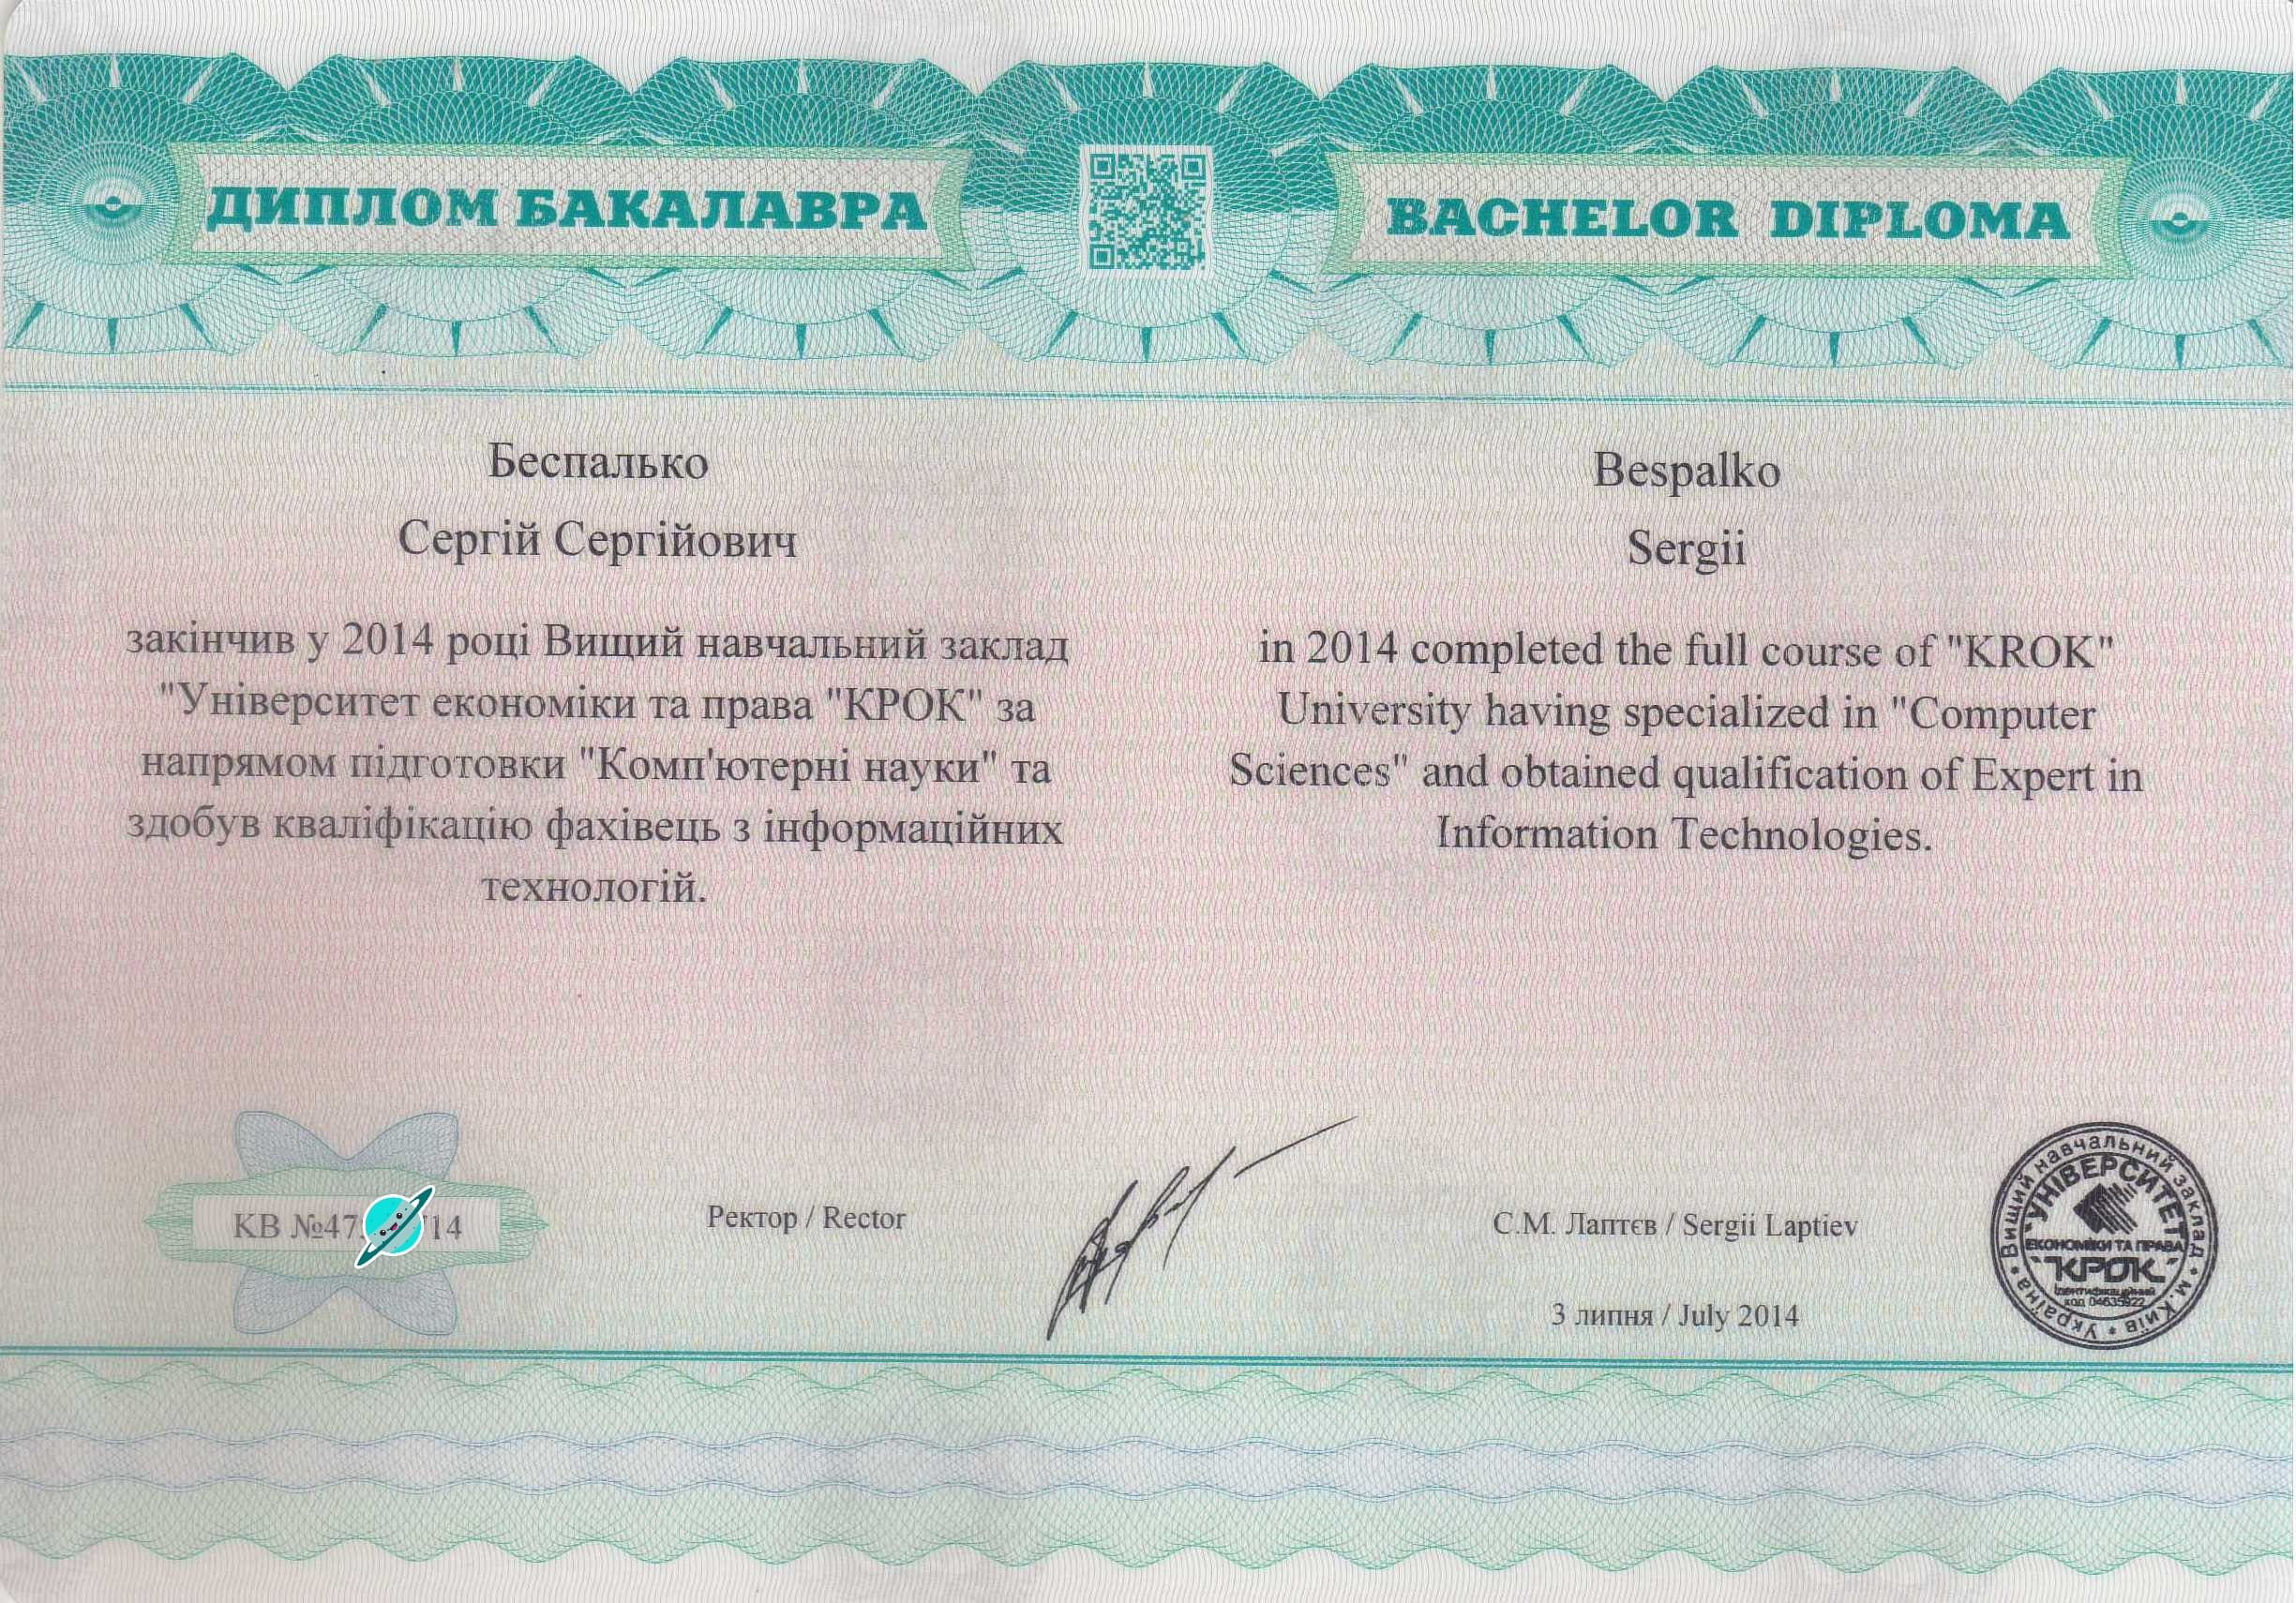 ДИПЛОМ БАКАЛАВРА
Беспалько
Сергій Сергійович
закінчив у 2014 році Вищий навчальний заклад
"Університет економіки та права "КРОК" за
напрямом підготовки "Комп'ютерні науки" та
здобув кваліфікацію фахівець з інформаційних
технологій.
BACHELOR DIPLOMA
Bespalko
Sergii
in 2014 completed the full course of "KROK"
University having specialized in "Computer
Sciences" and obtained qualification of Expert in
Information Technologies.
КВ №47 14
Ректор / Rector
С.М. Лаптєв / Sergii Laptiev
3 липня / July 2014
Україна * Вищий навчальний заклад * м. Київ *
"УНІВЕРСИТЕТ
ЕКОНОМІКИ ТА ПРАВА
"КРОК"
Ідентифікаційний
код 04635922